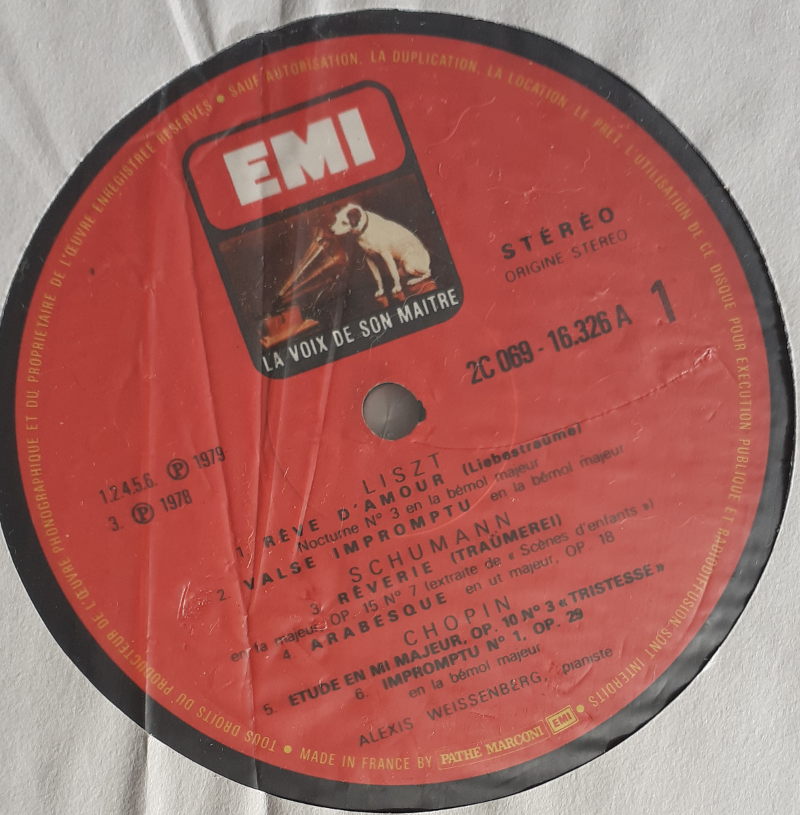 TOUS DROITS DU PRODUCTEUR DE L'ŒUVRE PHONOGRAPHIQUE ET DU PROPRIETAIRE DE L'ŒUVRE ENREGISTREE RESERVES • SAUF AUTORISATION, LA DUPLICATION, LA LOCATION, LE PRET, L'UTILISATION DE CE DISQUE POUR EXECUTION PUBLIQUE ET RADIODIFFUSION SONT INTERDITS •
EMI
LA VOIX DE SON MAITRE
STÉRÉO
ORIGINE STEREO
2C 069 - 16.326 A 1
1.2.4.5.6. Ⓟ 1979
3. Ⓟ 1978
LISZT
1. RÊVE D'AMOUR (Liebestraüme)
Nocturne N° 3 en la bémol majeur
2. VALSE IMPROMPTU en la bémol majeur
SCHUMANN
3. RÊVERIE (TRAÜMEREI)
en la majeur, OP. 15 N° 7 (extraite de « Scènes d'enfants »)
4. ARABESQUE en ut majeur, OP. 18
CHOPIN
5. ETUDE EN MI MAJEUR, OP. 10 N° 3 «TRISTESSE»
6. IMPROMPTU N° 1, OP. 29
en la bémol majeur
ALEXIS WEISSENBERG, pianiste
• MADE IN FRANCE BY PATHE MARCONI EMI •